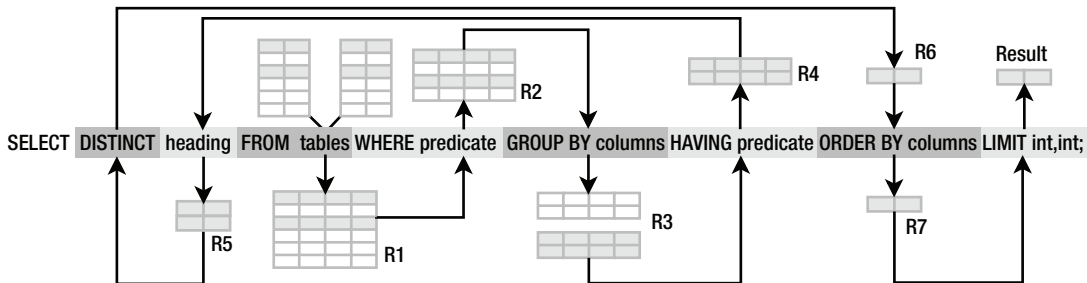 R6
Result
R2
R4
SELECT DISTINCT heading FROM tables WHERE predicate GROUP BY columns HAVING predicate ORDER BY columns LIMIT int,int;
R5
R1
R3
R7